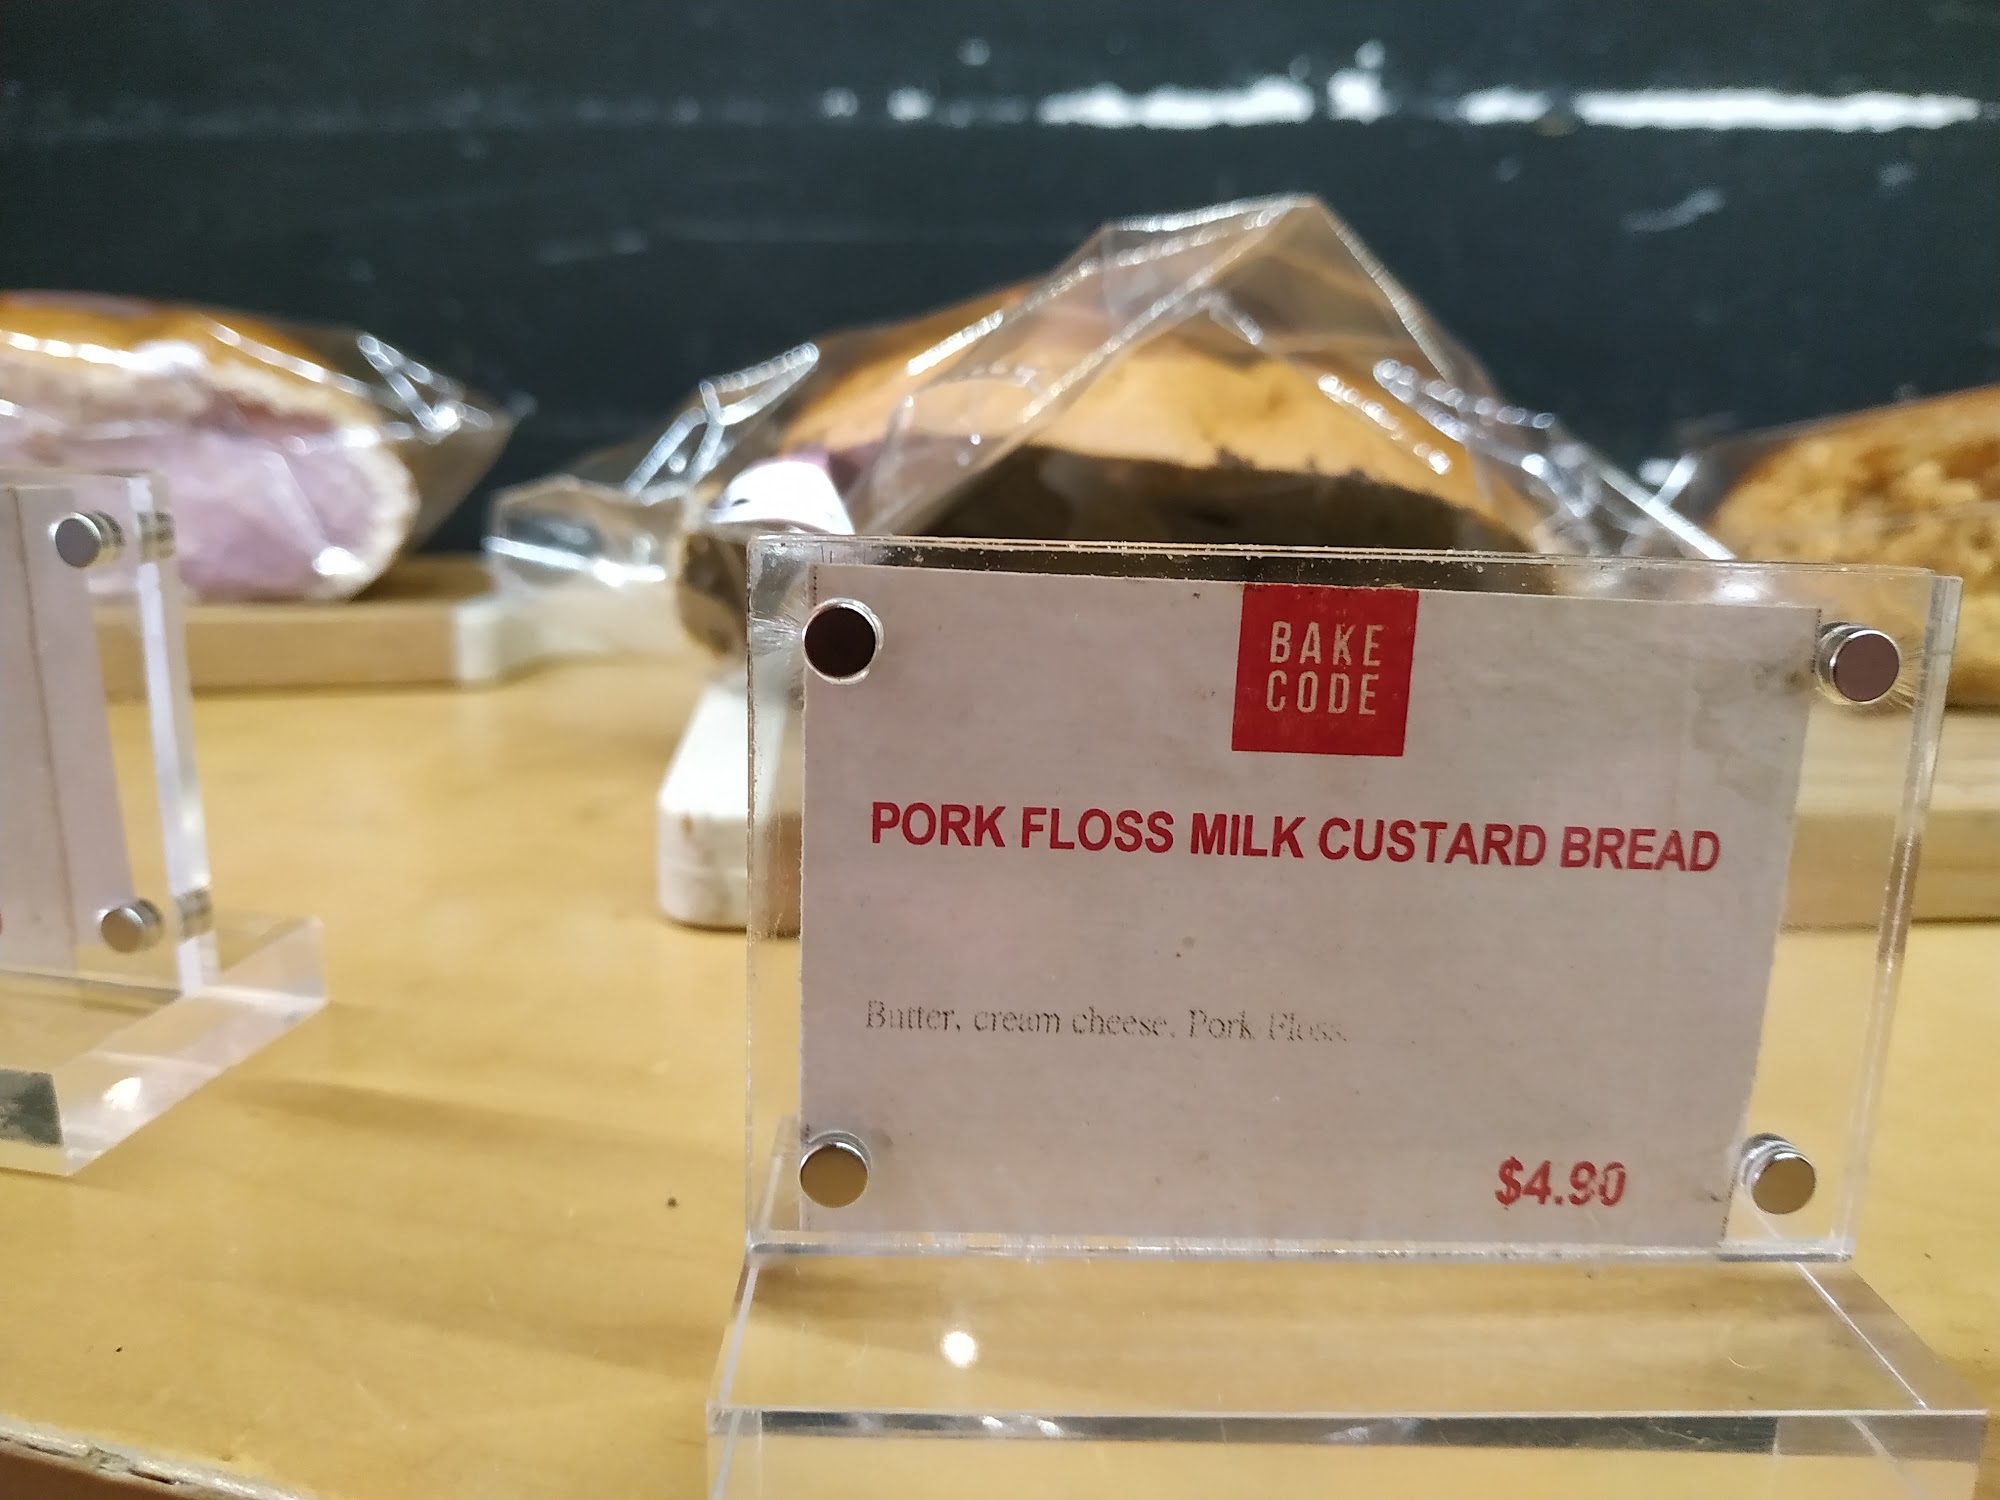 BAKE
CODE
PORK FLOSS MILK CUSTARD BREAD
Butter, cream cheese, Pork Floss.
$4.90